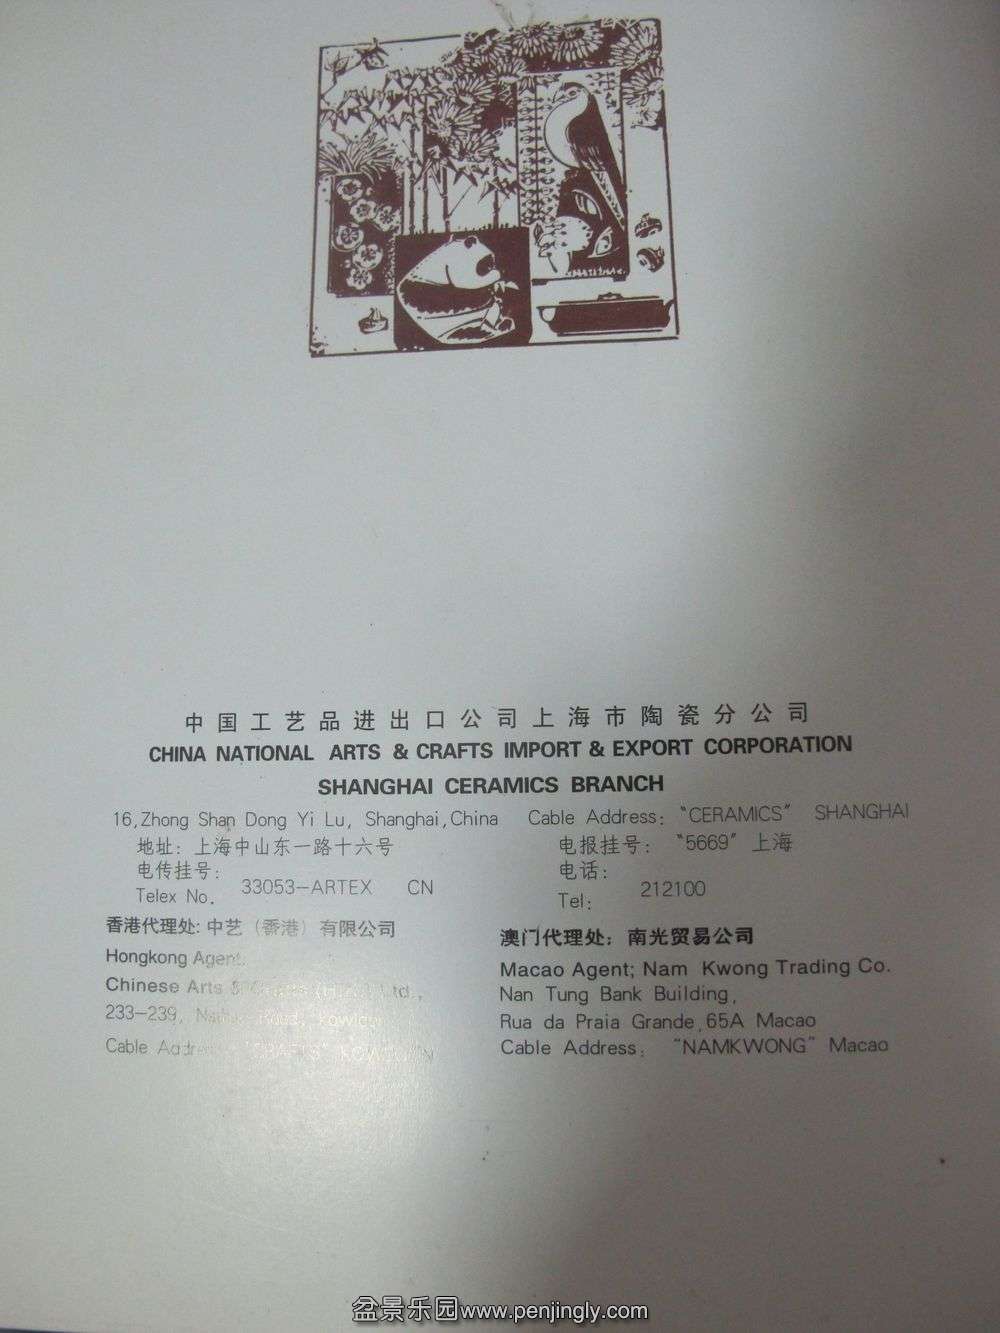 中国工艺品进出口公司上海市陶瓷分公司
CHINA NATIONAL ARTS & CRAFTS IMPORT & EXPORT CORPORATION
SHANGHAI CERAMICS BRANCH
16,Zhong Shan Dong Yi Lu, Shanghai,China
地址: 上海中山东一路十六号
电传挂号:
Telex No. 33053-ARTEX CN
Cable Address: "CERAMICS" SHANGHAI
电报挂号: "5669" 上海
电话:
Tel: 212100
香港代理处: 中艺 (香港) 有限公司
Hongkong Agent
Chinese Arts & Ltd.,
233-239, Road,
Cable
澳门代理处: 南光贸易公司
Macao Agent; Nam Kwong Trading Co.
Nan Tung Bank Building,
Rua da Praia Grande,65A Macao
Cable Address: "NAMKWONG" Macao
盆景乐园www.penjingly.com